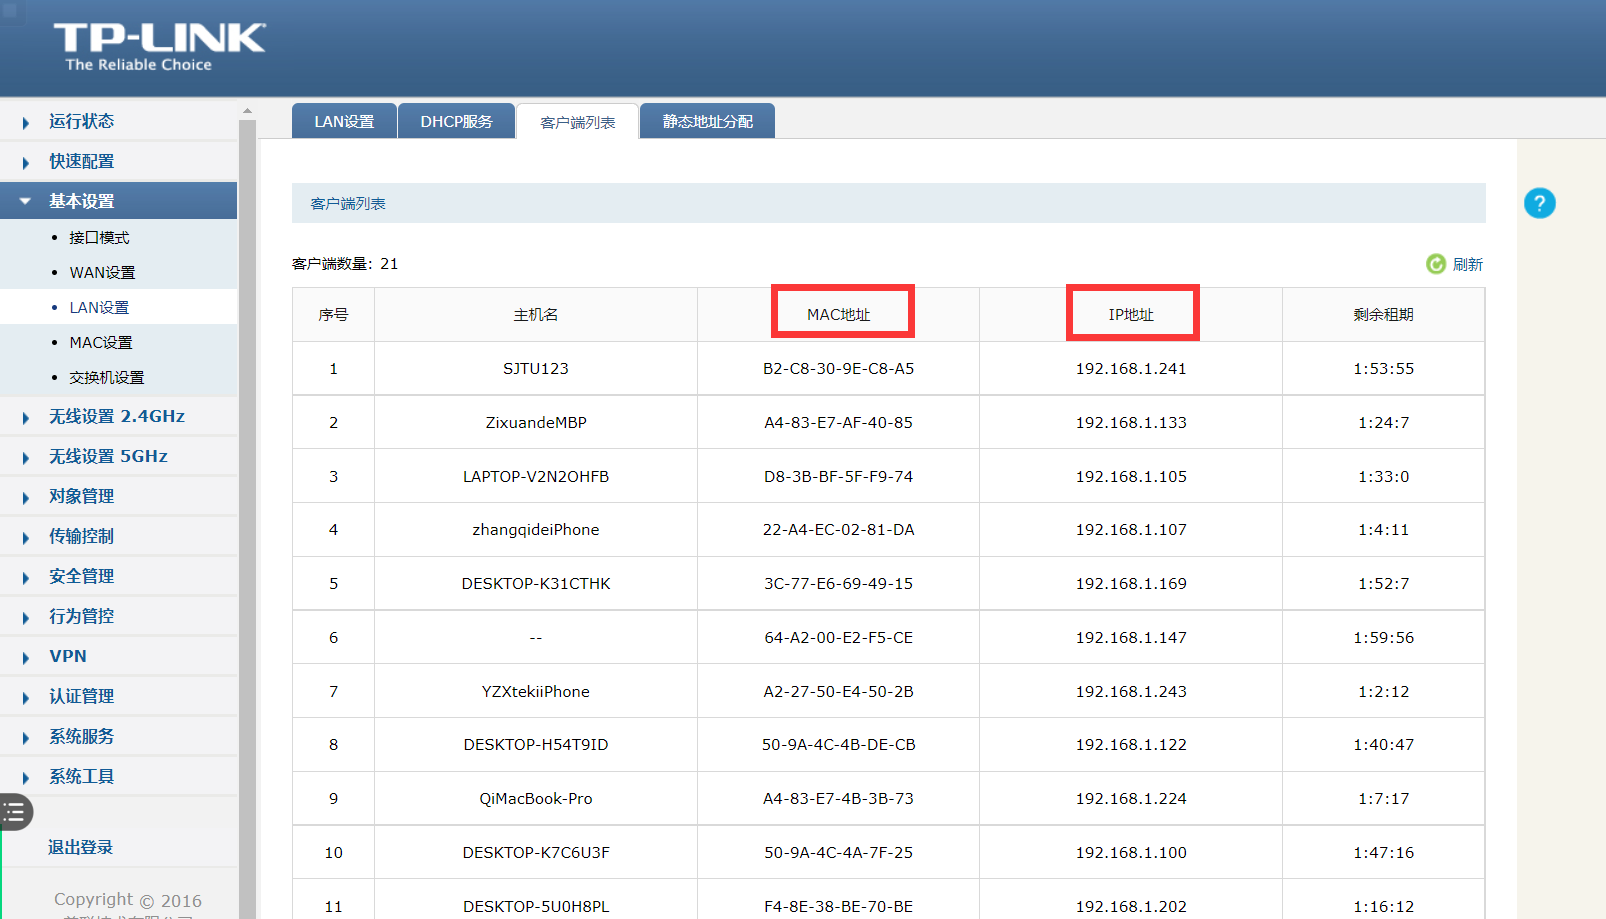 TP-LINK
The Reliable Choice
运行状态
快速配置
基本设置
接口模式
WAN设置
LAN设置
MAC设置
交换机设置
无线设置 2.4GHz
无线设置 5GHz
对象管理
传输控制
安全管理
行为管控
VPN
认证管理
系统服务
系统工具
退出登录
Copyright © 2016
LAN设置 DHCP服务 客户端列表 静态地址分配
客户端列表
?
客户端数量: 21 刷新
序号 主机名 MAC地址 IP地址 剩余租期
1 SJTU123 B2-C8-30-9E-C8-A5 192.168.1.241 1:53:55
2 ZixuandeMBP A4-83-E7-AF-40-85 192.168.1.133 1:24:7
3 LAPTOP-V2N2OHFB D8-3B-BF-5F-F9-74 192.168.1.105 1:33:0
4 zhangqideiPhone 22-A4-EC-02-81-DA 192.168.1.107 1:4:11
5 DESKTOP-K31CTHK 3C-77-E6-69-49-15 192.168.1.169 1:52:7
6 -- 64-A2-00-E2-F5-CE 192.168.1.147 1:59:56
7 YZXtekiiPhone A2-27-50-E4-50-2B 192.168.1.243 1:2:12
8 DESKTOP-H54T9ID 50-9A-4C-4B-DE-CB 192.168.1.122 1:40:47
9 QiMacBook-Pro A4-83-E7-4B-3B-73 192.168.1.224 1:7:17
10 DESKTOP-K7C6U3F 50-9A-4C-4A-7F-25 192.168.1.100 1:47:16
11 DESKTOP-5U0H8PL F4-8E-38-BE-70-BE 192.168.1.202 1:16:12